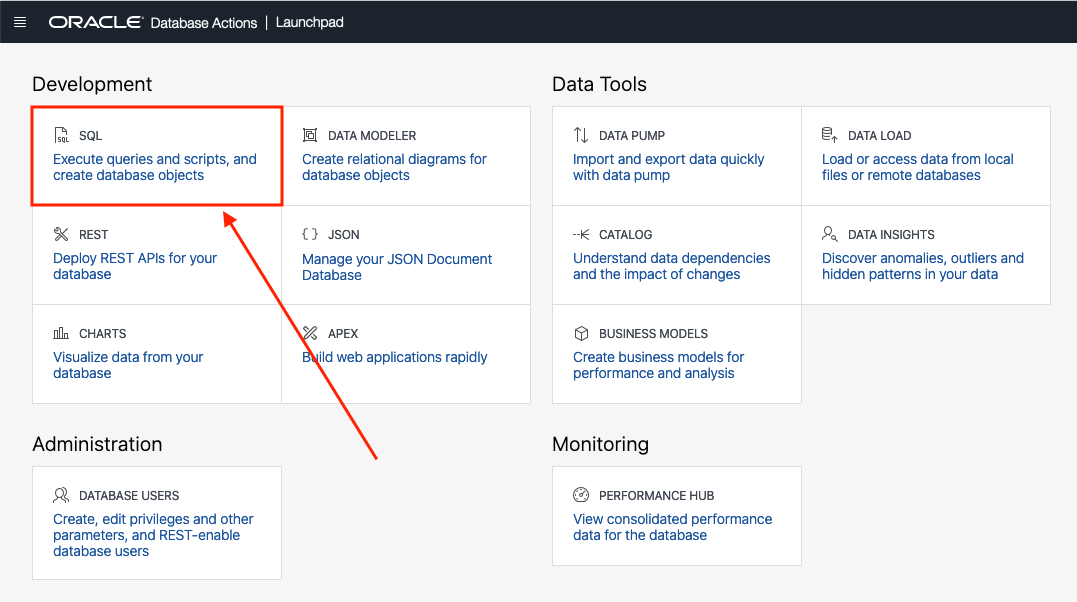 ORACLE Database Actions | Launchpad
Development
SQL
Execute queries and scripts, and
create database objects
DATA MODELER
Create relational diagrams for
database objects
REST
Deploy REST APIs for your
database
JSON
Manage your JSON Document
Database
CHARTS
Visualize data from your
database
APEX
Build web applications rapidly
Data Tools
DATA PUMP
Import and export data quickly
with data pump
DATA LOAD
Load or access data from local
files or remote databases
CATALOG
Understand data dependencies
and the impact of changes
DATA INSIGHTS
Discover anomalies, outliers and
hidden patterns in your data
BUSINESS MODELS
Create business models for
performance and analysis
Administration
DATABASE USERS
Create, edit privileges and other
parameters, and REST-enable
database users
Monitoring
PERFORMANCE HUB
View consolidated performance
data for the database